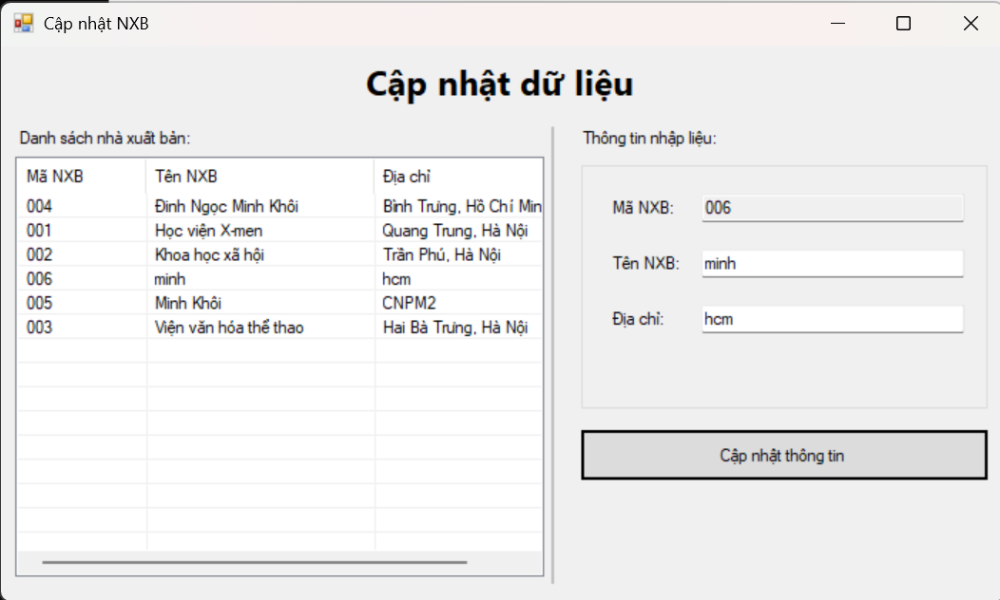 Cập nhật NXB
Cập nhật dữ liệu
Danh sách nhà xuất bản:
Mã NXB Tên NXB Địa chỉ
004 Đinh Ngọc Minh Khôi Bình Trưng, Hồ Chí Min
001 Học viện X-men Quang Trung, Hà Nội
002 Khoa học xã hội Trần Phú, Hà Nội
006 minh hcm
005 Minh Khôi CNPM2
003 Viện văn hóa thể thao Hai Bà Trưng, Hà Nội
Thông tin nhập liệu:
Mã NXB: 006
Tên NXB: minh
Địa chỉ: hcm
Cập nhật thông tin